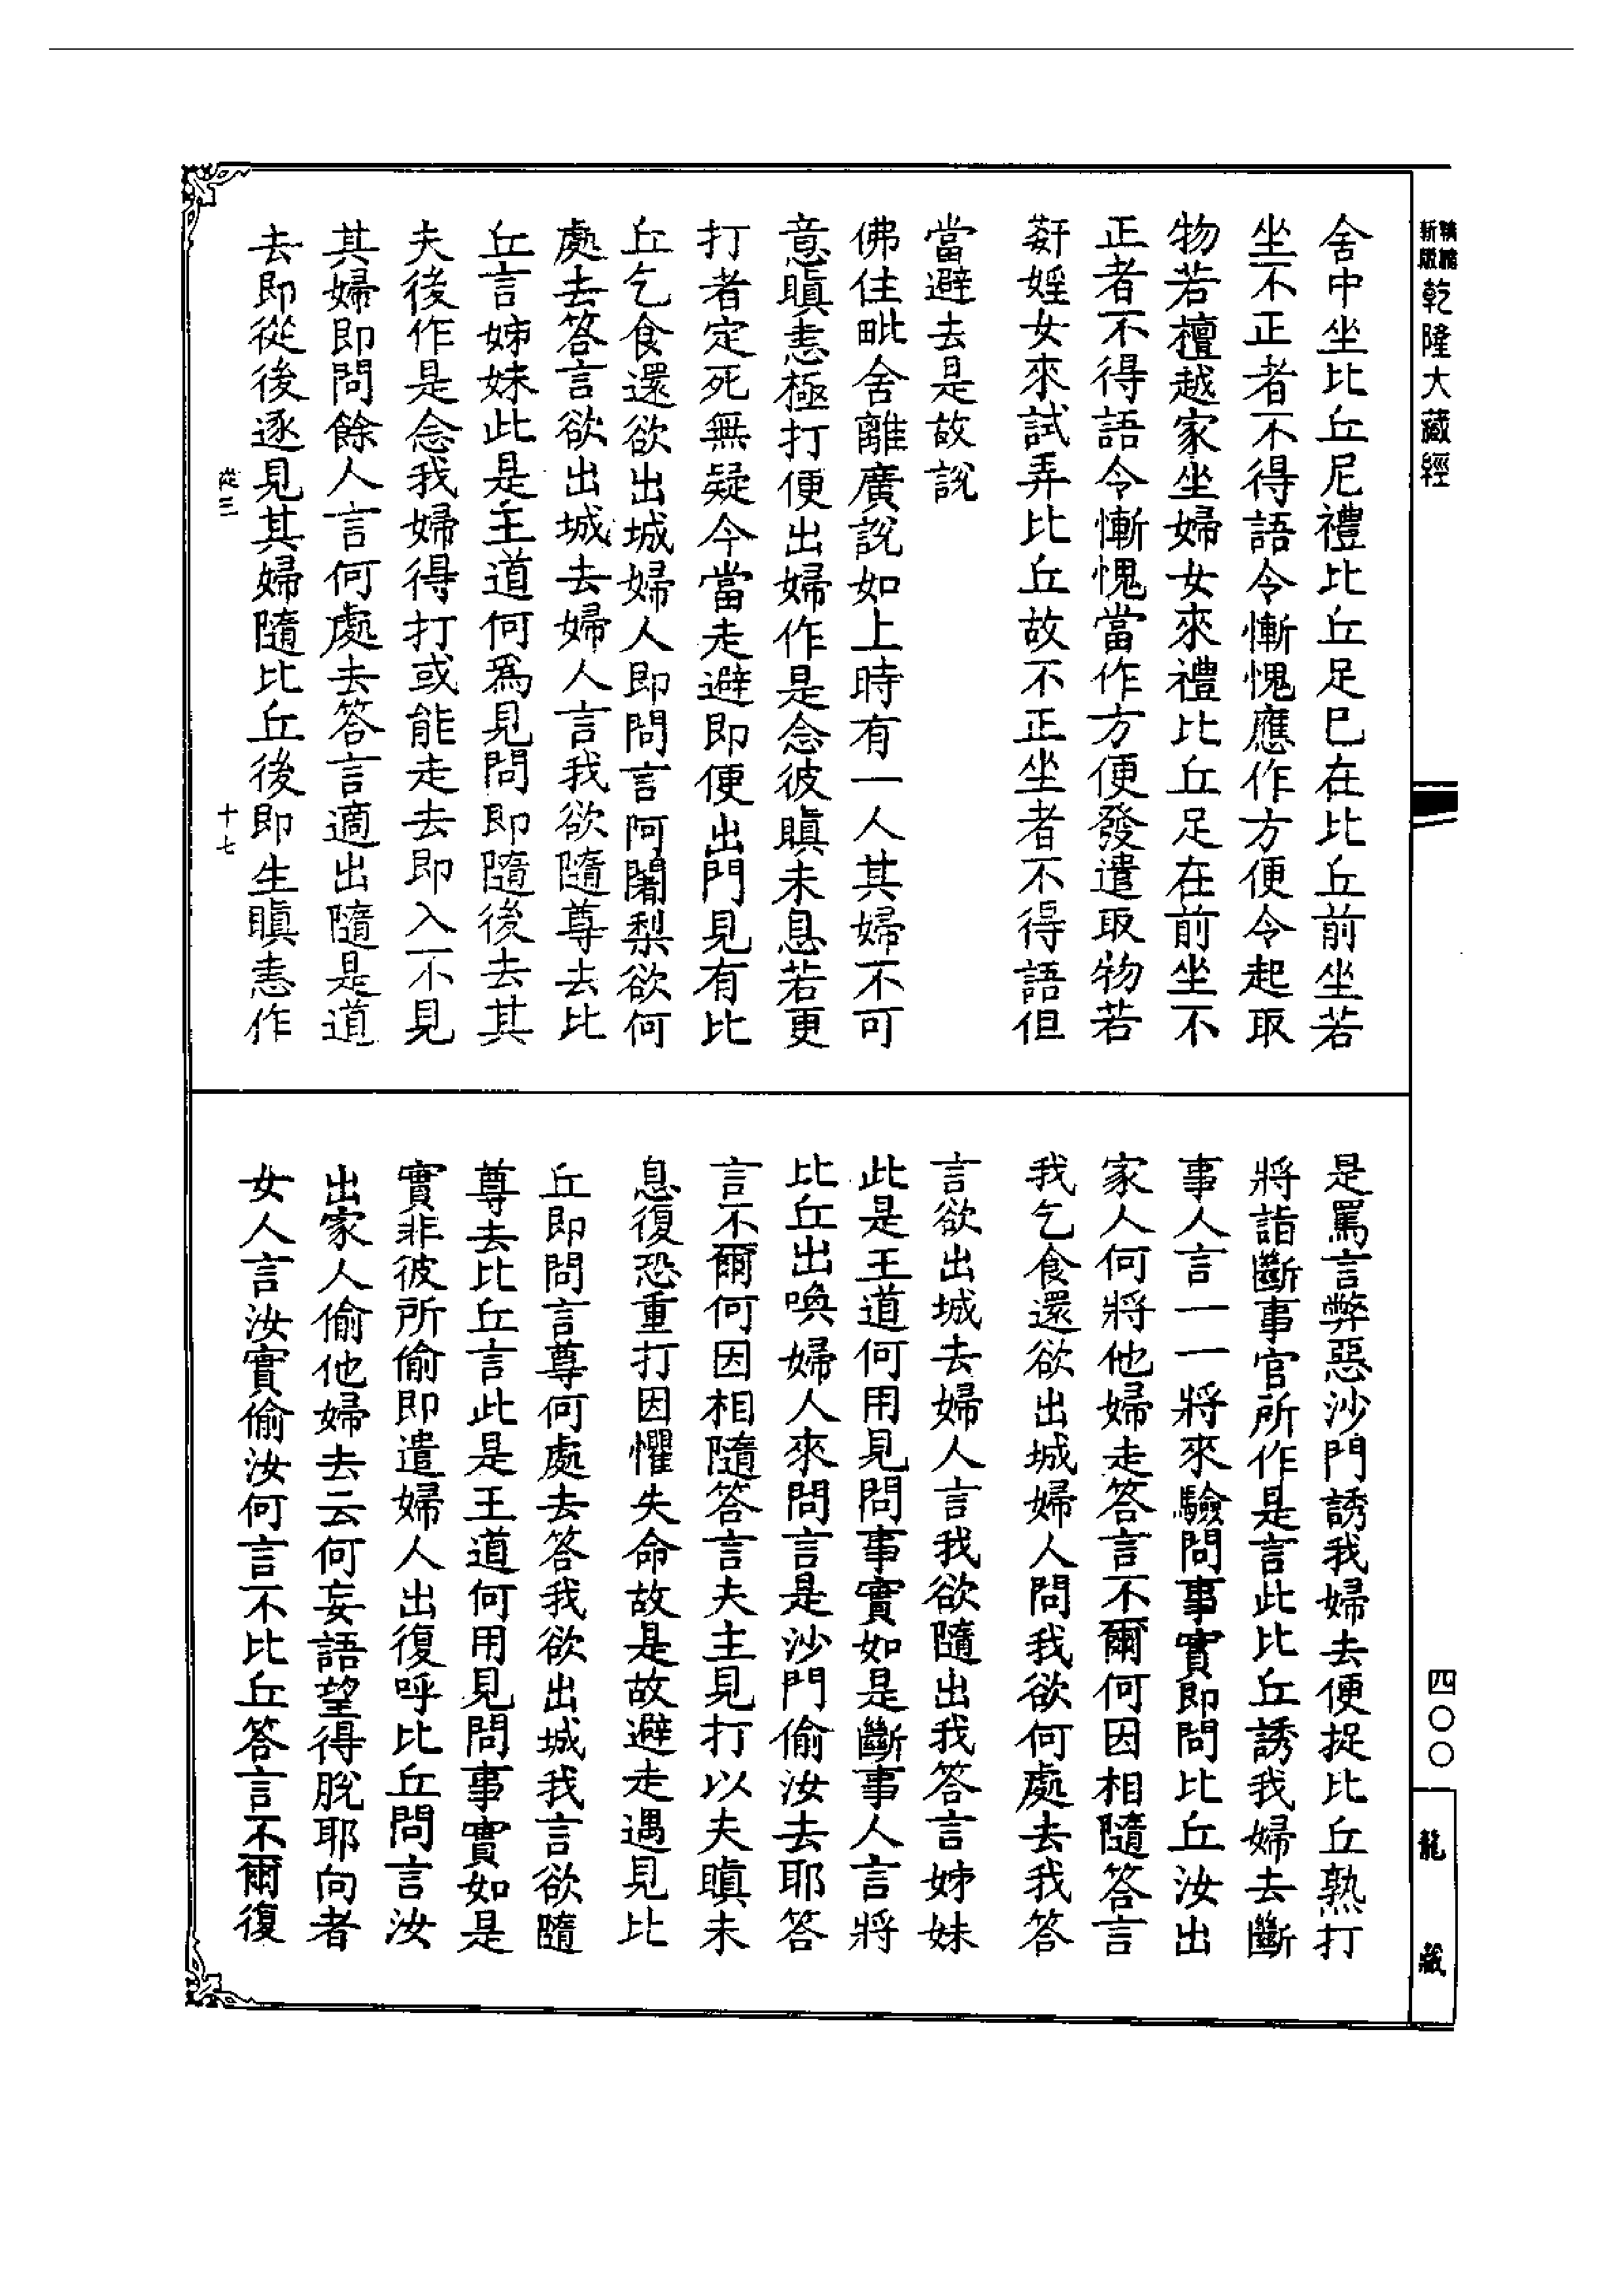 新版
乾隆大藏經
舍中坐比丘尼禮比丘足已在比丘前坐若
坐不正者不得語令慚愧應作方便令起取
物若檀越家坐婦女來禮比丘足在前坐不
正者不得語令慚愧當作方便發遣取物若
姧婬女來試弄比丘故不正坐者不得語但
當避去是故說
佛住毗舍離廣說如上時有一人其婦不可
意瞋恚極打便出婦作是念彼瞋未息若更
打者定死無疑今當走避即便出門見有比
丘乞食還欲出城婦人即問言阿闍梨欲何
處去答言欲出城去婦人言我欲隨尊去比
丘言姊妹此是王道何爲見問即隨後去其
夫後作是念我婦得打或能走去即入不見
其婦即問餘人言何處去答言適出隨是道
去即從後逐見其婦隨比丘後即生瞋恚作
從三 十七
是罵言弊惡沙門誘我婦去便捉比丘熟打
將詣斷事官所作是言此比丘誘我婦去斷
事人言一一將來驗問事實即問比丘汝出
家人何將他婦走答言不爾何因相隨答言
我乞食還欲出城婦人問我欲何處去我答
言欲出城去婦人言我欲隨出我答言姊妹
此是王道何用見問事實如是斷事人言將
比丘出喚婦人來問言是沙門偷汝去耶答
言不爾何因相隨答言夫主見打以夫瞋未
息復恐重打因懼失命故是故避走遇見比
丘即問言尊何處去答我欲出城我言欲隨
尊去比丘言此是王道何用見問事實如是
實非彼所偷即遣婦人出復呼比丘問言汝
出家人偷他婦去云何妄語望得脫耶向者
女人言汝實偷汝何言不比丘答言不爾復
四〇〇
龍藏